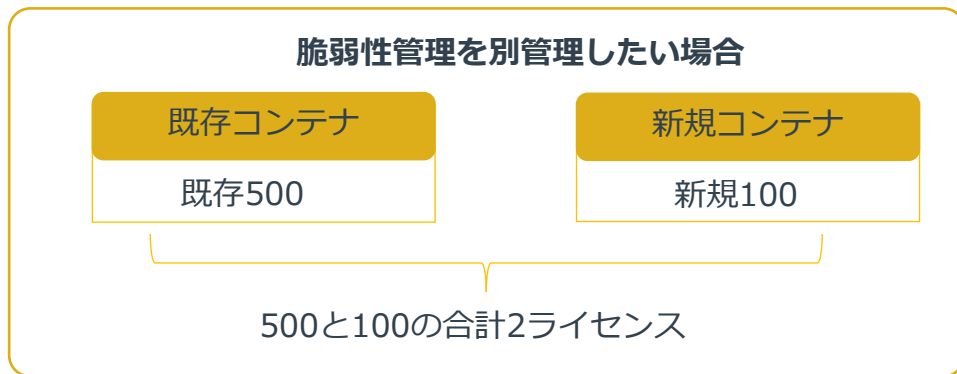 脆弱性管理を別管理したい場合
既存コンテナ
新規コンテナ
既存500
新規100
500と100の合計2ライセンス